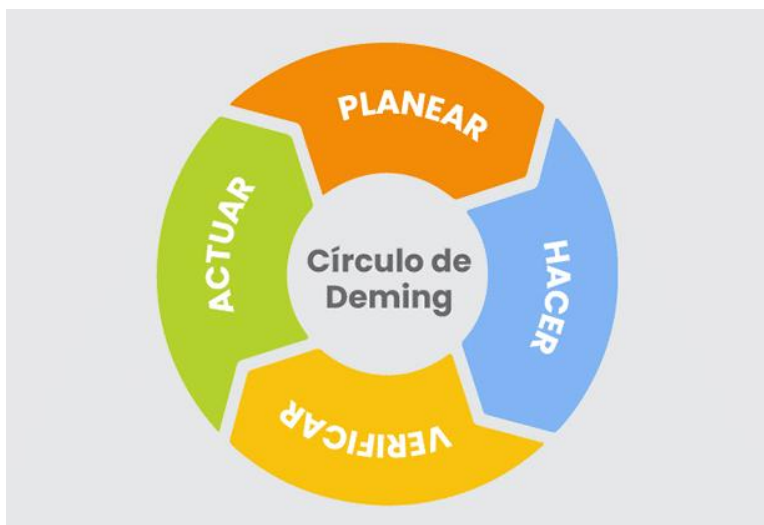 PLANEAR
HACER
VERIFICAR
ACTUAR
Círculo de
Deming